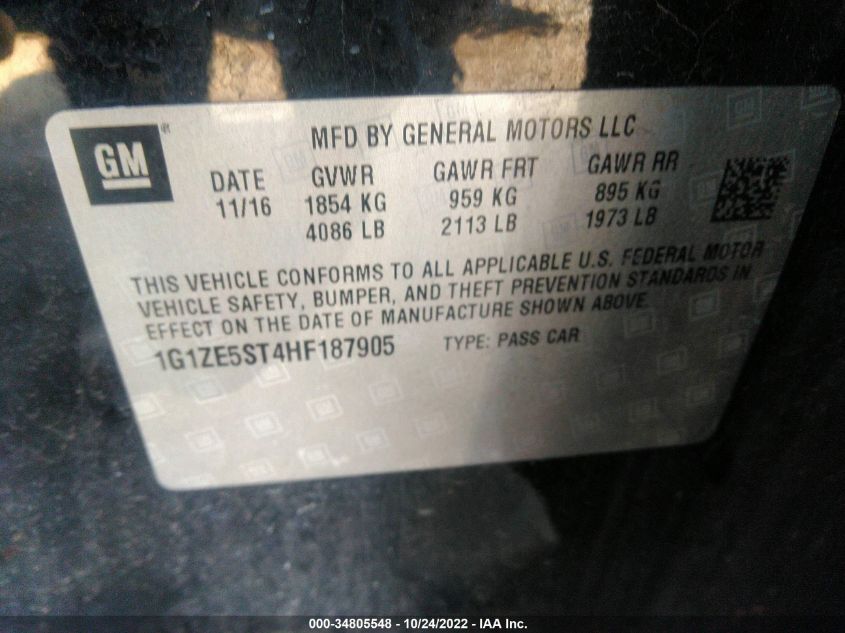 GM
MFD BY GENERAL MOTORS LLC
DATE GVWR GAWR FRT GAWR RR
11/16 1854 KG 959 KG 895 KG
4086 LB 2113 LB 1973 LB
THIS VEHICLE CONFORMS TO ALL APPLICABLE U.S. FEDERAL MOTOR
VEHICLE SAFETY, BUMPER, AND THEFT PREVENTION STANDARDS IN
EFFECT ON THE DATE OF MANUFACTURE SHOWN ABOVE.
1G1ZE5ST4HF187905 TYPE: PASS CAR
000-34805548 - 10/24/2022 - IAA Inc.